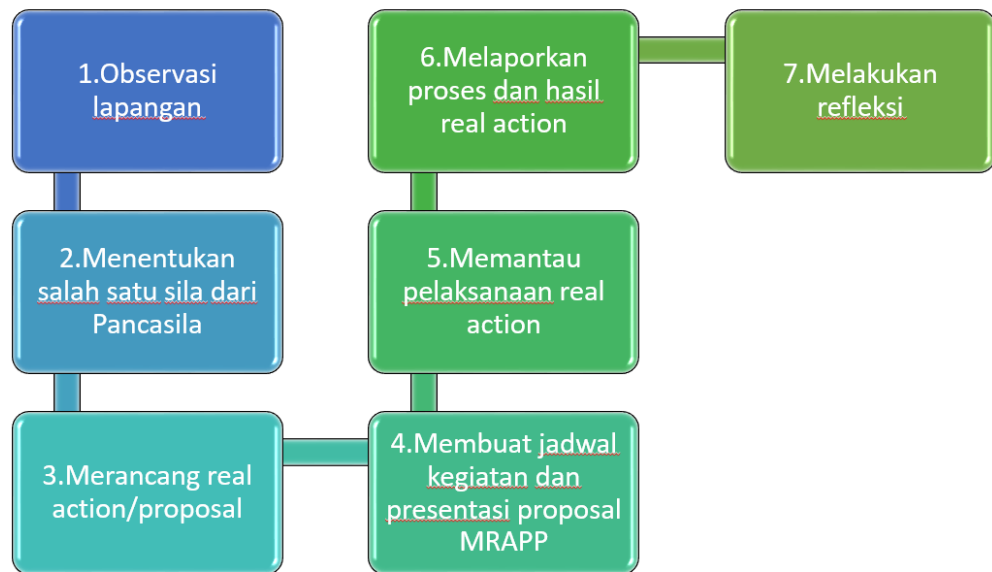 1.Observasi
lapangan
2.Menentukan
salah satu sila dari
Pancasila
3.Merancang real
action/proposal
4.Membuat jadwal
kegiatan dan
presentasi proposal
MRAPP
5.Memantau
pelaksanaan real
action
6.Melaporkan
proses dan hasil
real action
7.Melakukan
refleksi